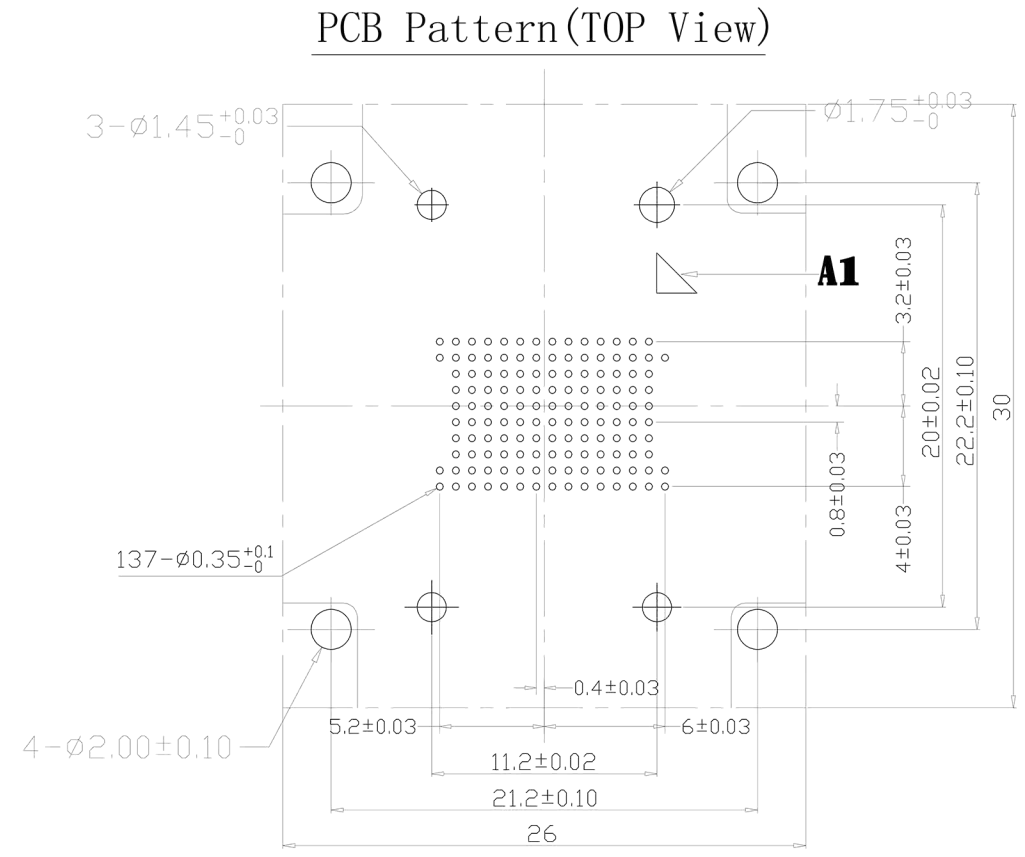 PCB Pattern(TOP View)
3-Ø1.45+0.03
-0
Ø1.75+0.03
-0
A1
3.2±0.03
20±0.02
22.2±0.10
30
0.8±0.03
4±0.03
137-Ø0.35+0.1
-0
0.4±0.03
5.2±0.03
6±0.03
4-Ø2.00±0.10
11.2±0.02
21.2±0.10
26